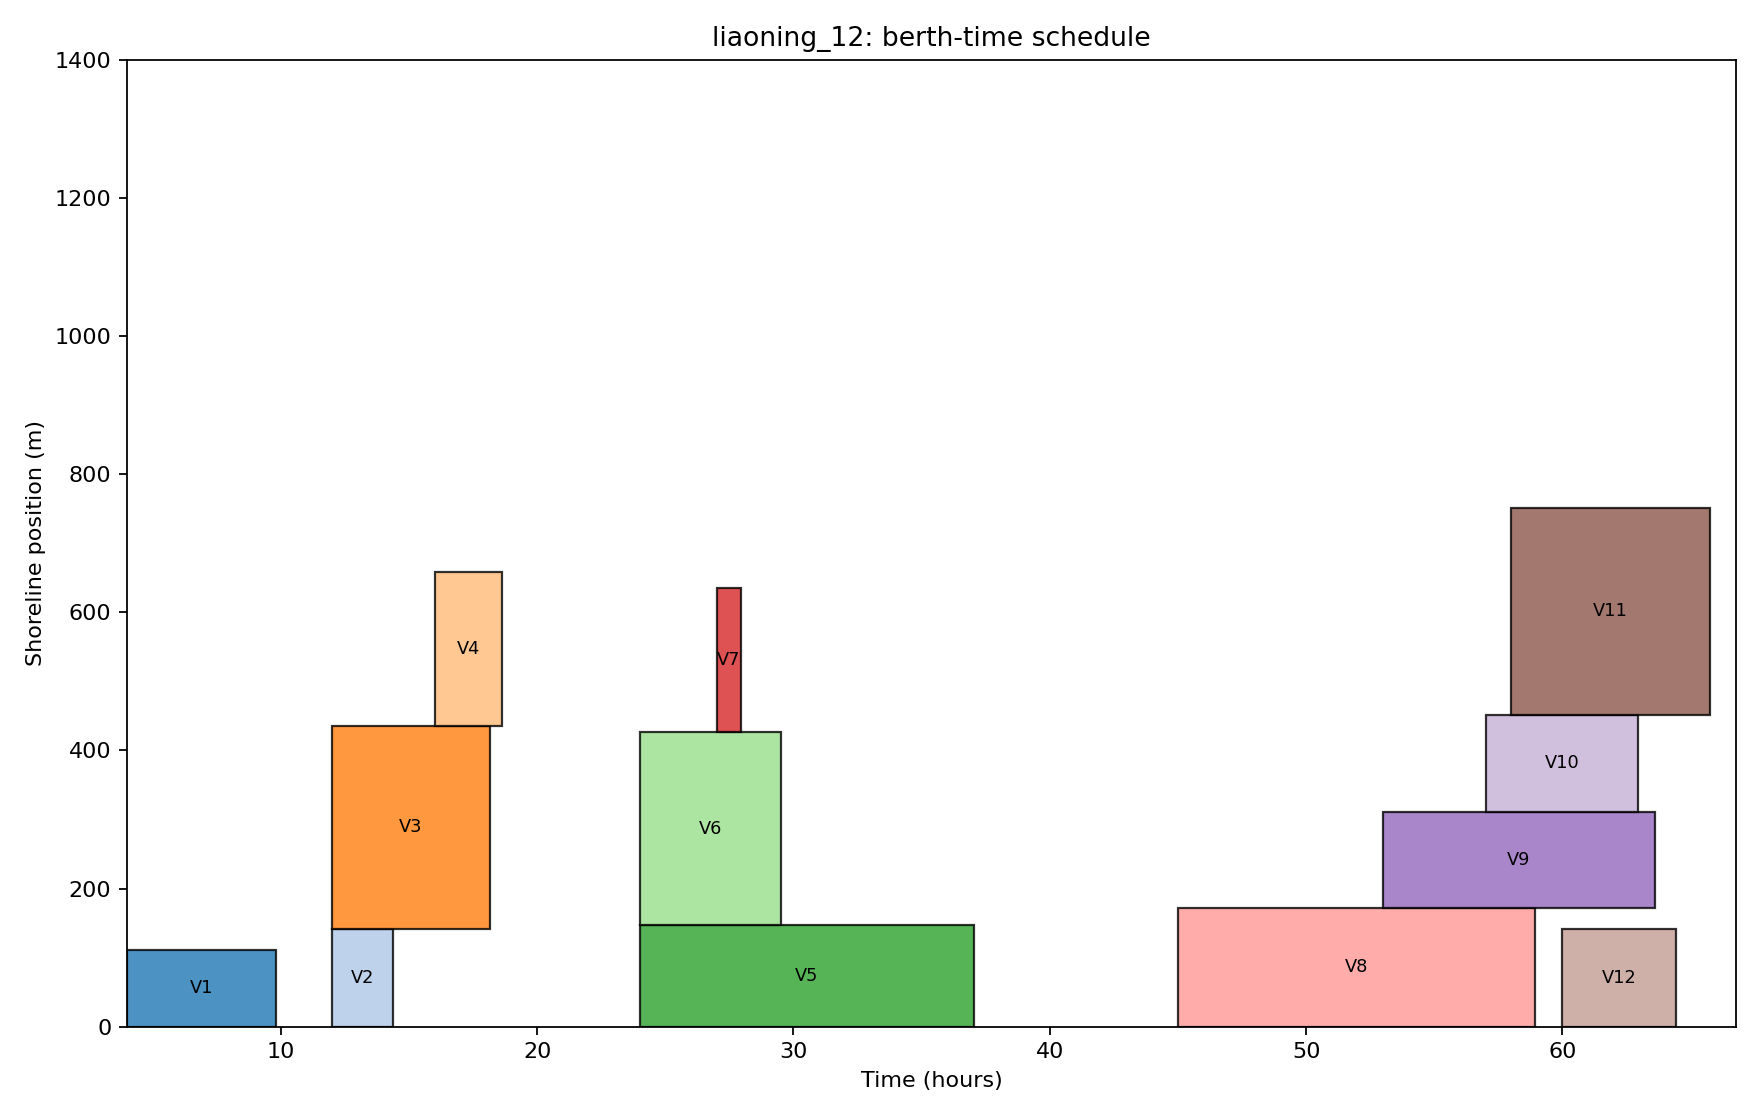 liaoning_12: berth-time schedule
1400
1200
1000
800
600
400
200
0
Shoreline position (m)
V11
V4
V7
V10
V3
V6
V9
V1
V2
V5
V8
V12
10 20 30 40 50 60
Time (hours)